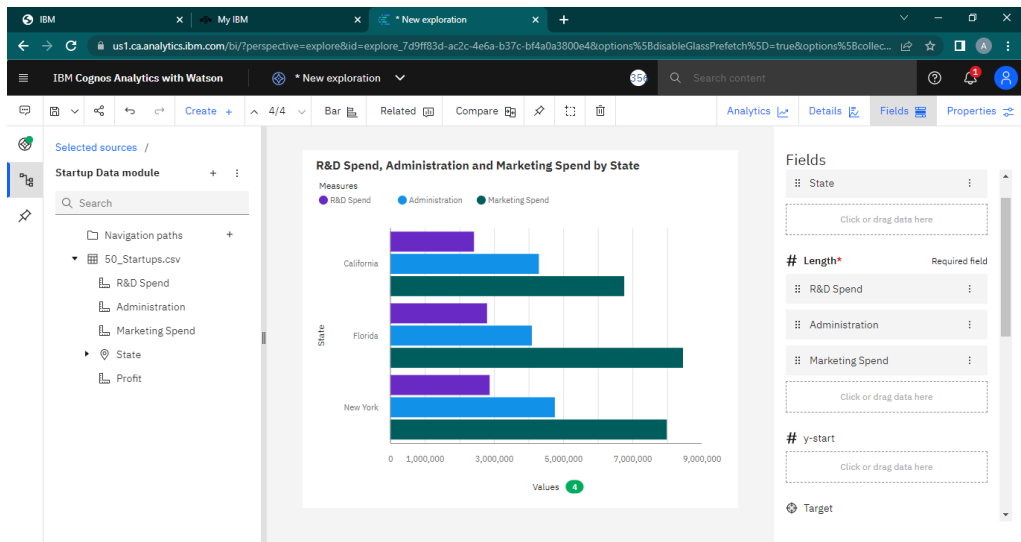 IBM
My IBM
* New exploration
us1.ca.analytics.ibm.com/bi/?perspective=explore&id=explore_7d9ff83d-ac2c-4e6a-b37c-bf4a0a3800e4&options%5BdisableGlassPrefetch%5D=true&options%5Bcollec...
A
IBM Cognos Analytics with Watson
* New exploration
Search content
1
Create +
4/4
Bar
Related
Compare
Analytics
Details
Fields
Properties
Selected sources /
Startup Data module
Search
Navigation paths
50_Startups.csv
R&D Spend
Administration
Marketing Spend
State
Profit
R&D Spend, Administration and Marketing Spend by State
Measures
R&D Spend Administration Marketing Spend
State
California
Florida
New York
0 1,000,000 3,000,000 5,000,000 7,000,000 9,000,000
Values 4
Fields
State
Click or drag data here
# Length* Required field
R&D Spend
Administration
Marketing Spend
Click or drag data here
# y-start
Click or drag data here
Target